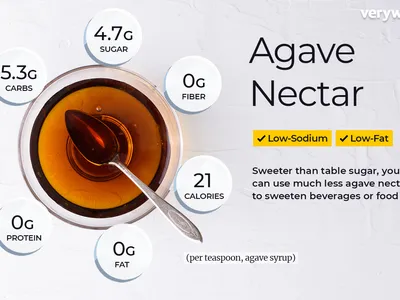 veryw
4.7G
SUGAR
5.3G
CARBS
0G
FIBER
Agave
Nectar
Low-Sodium
Low-Fat
Sweeter than table sugar, you
can use much less agave nect
to sweeten beverages or food
21
CALORIES
0G
PROTEIN
0G
FAT
(per teaspoon, agave syrup)